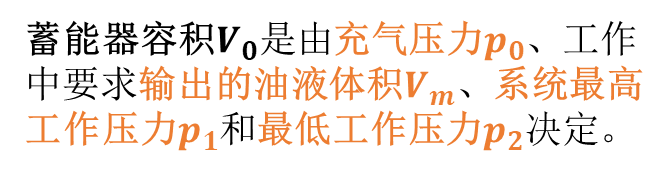 蓄能器容积V₀是由充气压力p₀、工作
中要求输出的油液体积Vₘ、系统最高
工作压力p₁和最低工作压力p₂决定。